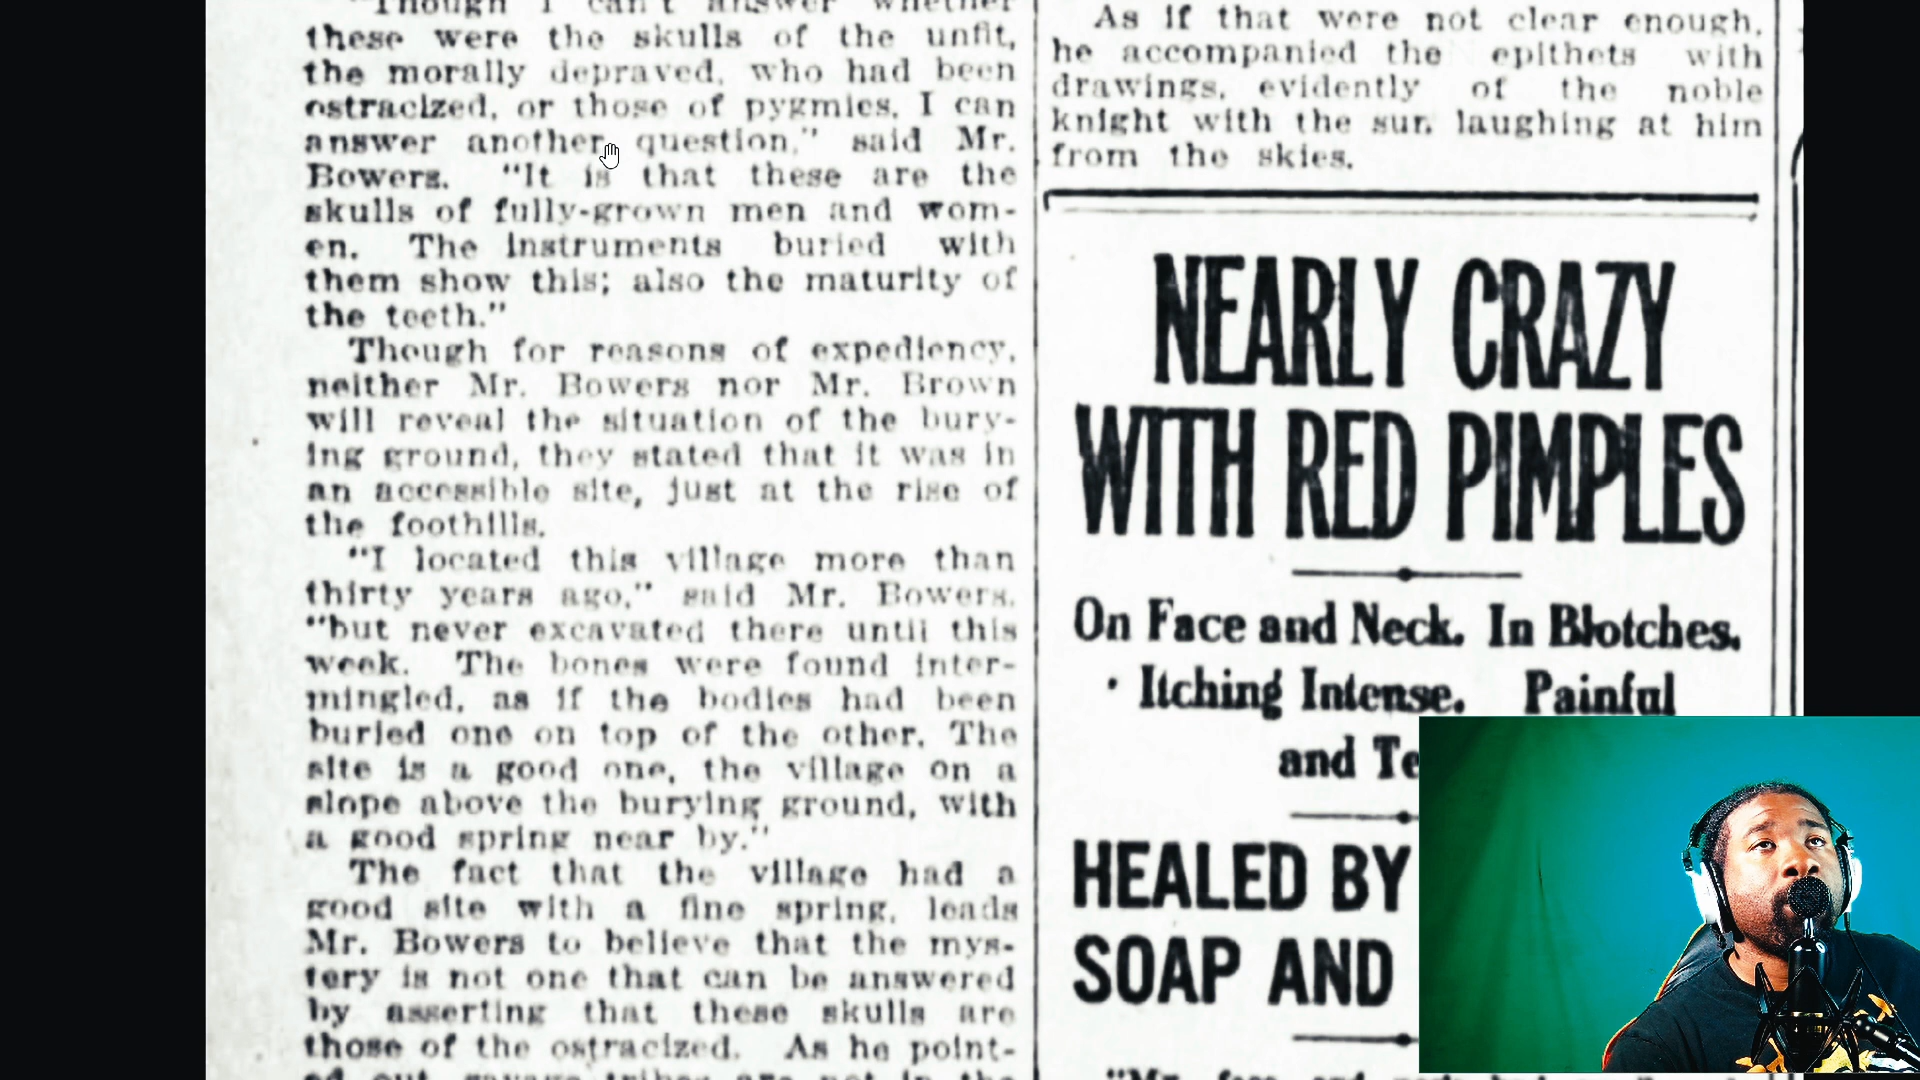 "Though I can't answer whether
these were the skulls of the unfit,
the morally depraved, who had been
ostracized, or those of pygmies, I can
answer another question," said Mr.
Bowers. "It is that these are the
skulls of fully-grown men and wom-
en. The instruments buried with
them show this; also the maturity of
the teeth."
Though for reasons of expediency,
neither Mr. Bowers nor Mr. Brown
will reveal the situation of the bury-
ing ground, they stated that it was in
an accessible site, just at the rise of
the foothills.
"I located this village more than
thirty years ago," said Mr. Bowers,
"but never excavated there until this
week. The bones were found inter-
mingled, as if the bodies had been
buried one on top of the other. The
site is a good one, the village on a
slope above the burying ground, with
a good spring near by."
The fact that the village had a
good site with a fine spring, leads
Mr. Bowers to believe that the mys-
tery is not one that can be answered
by asserting that these skulls are
those of the ostracized. As he point-
As if that were not clear enough,
he accompanied the epithets with
drawings, evidently of the noble
knight with the sun laughing at him
from the skies.
NEARLY CRAZY
WITH RED PIMPLES
On Face and Neck. In Blotches.
Itching Intense. Painful
and Te
HEALED BY
SOAP AND